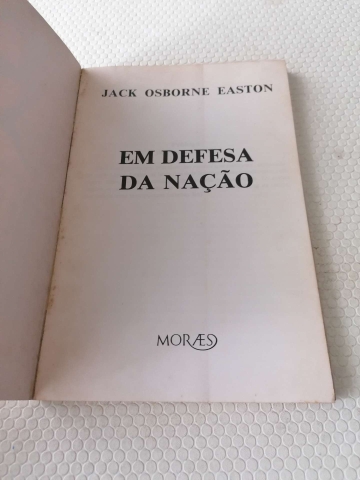 JACK OSBORNE EASTON
EM DEFESA
DA NAÇÃO
MORÆS